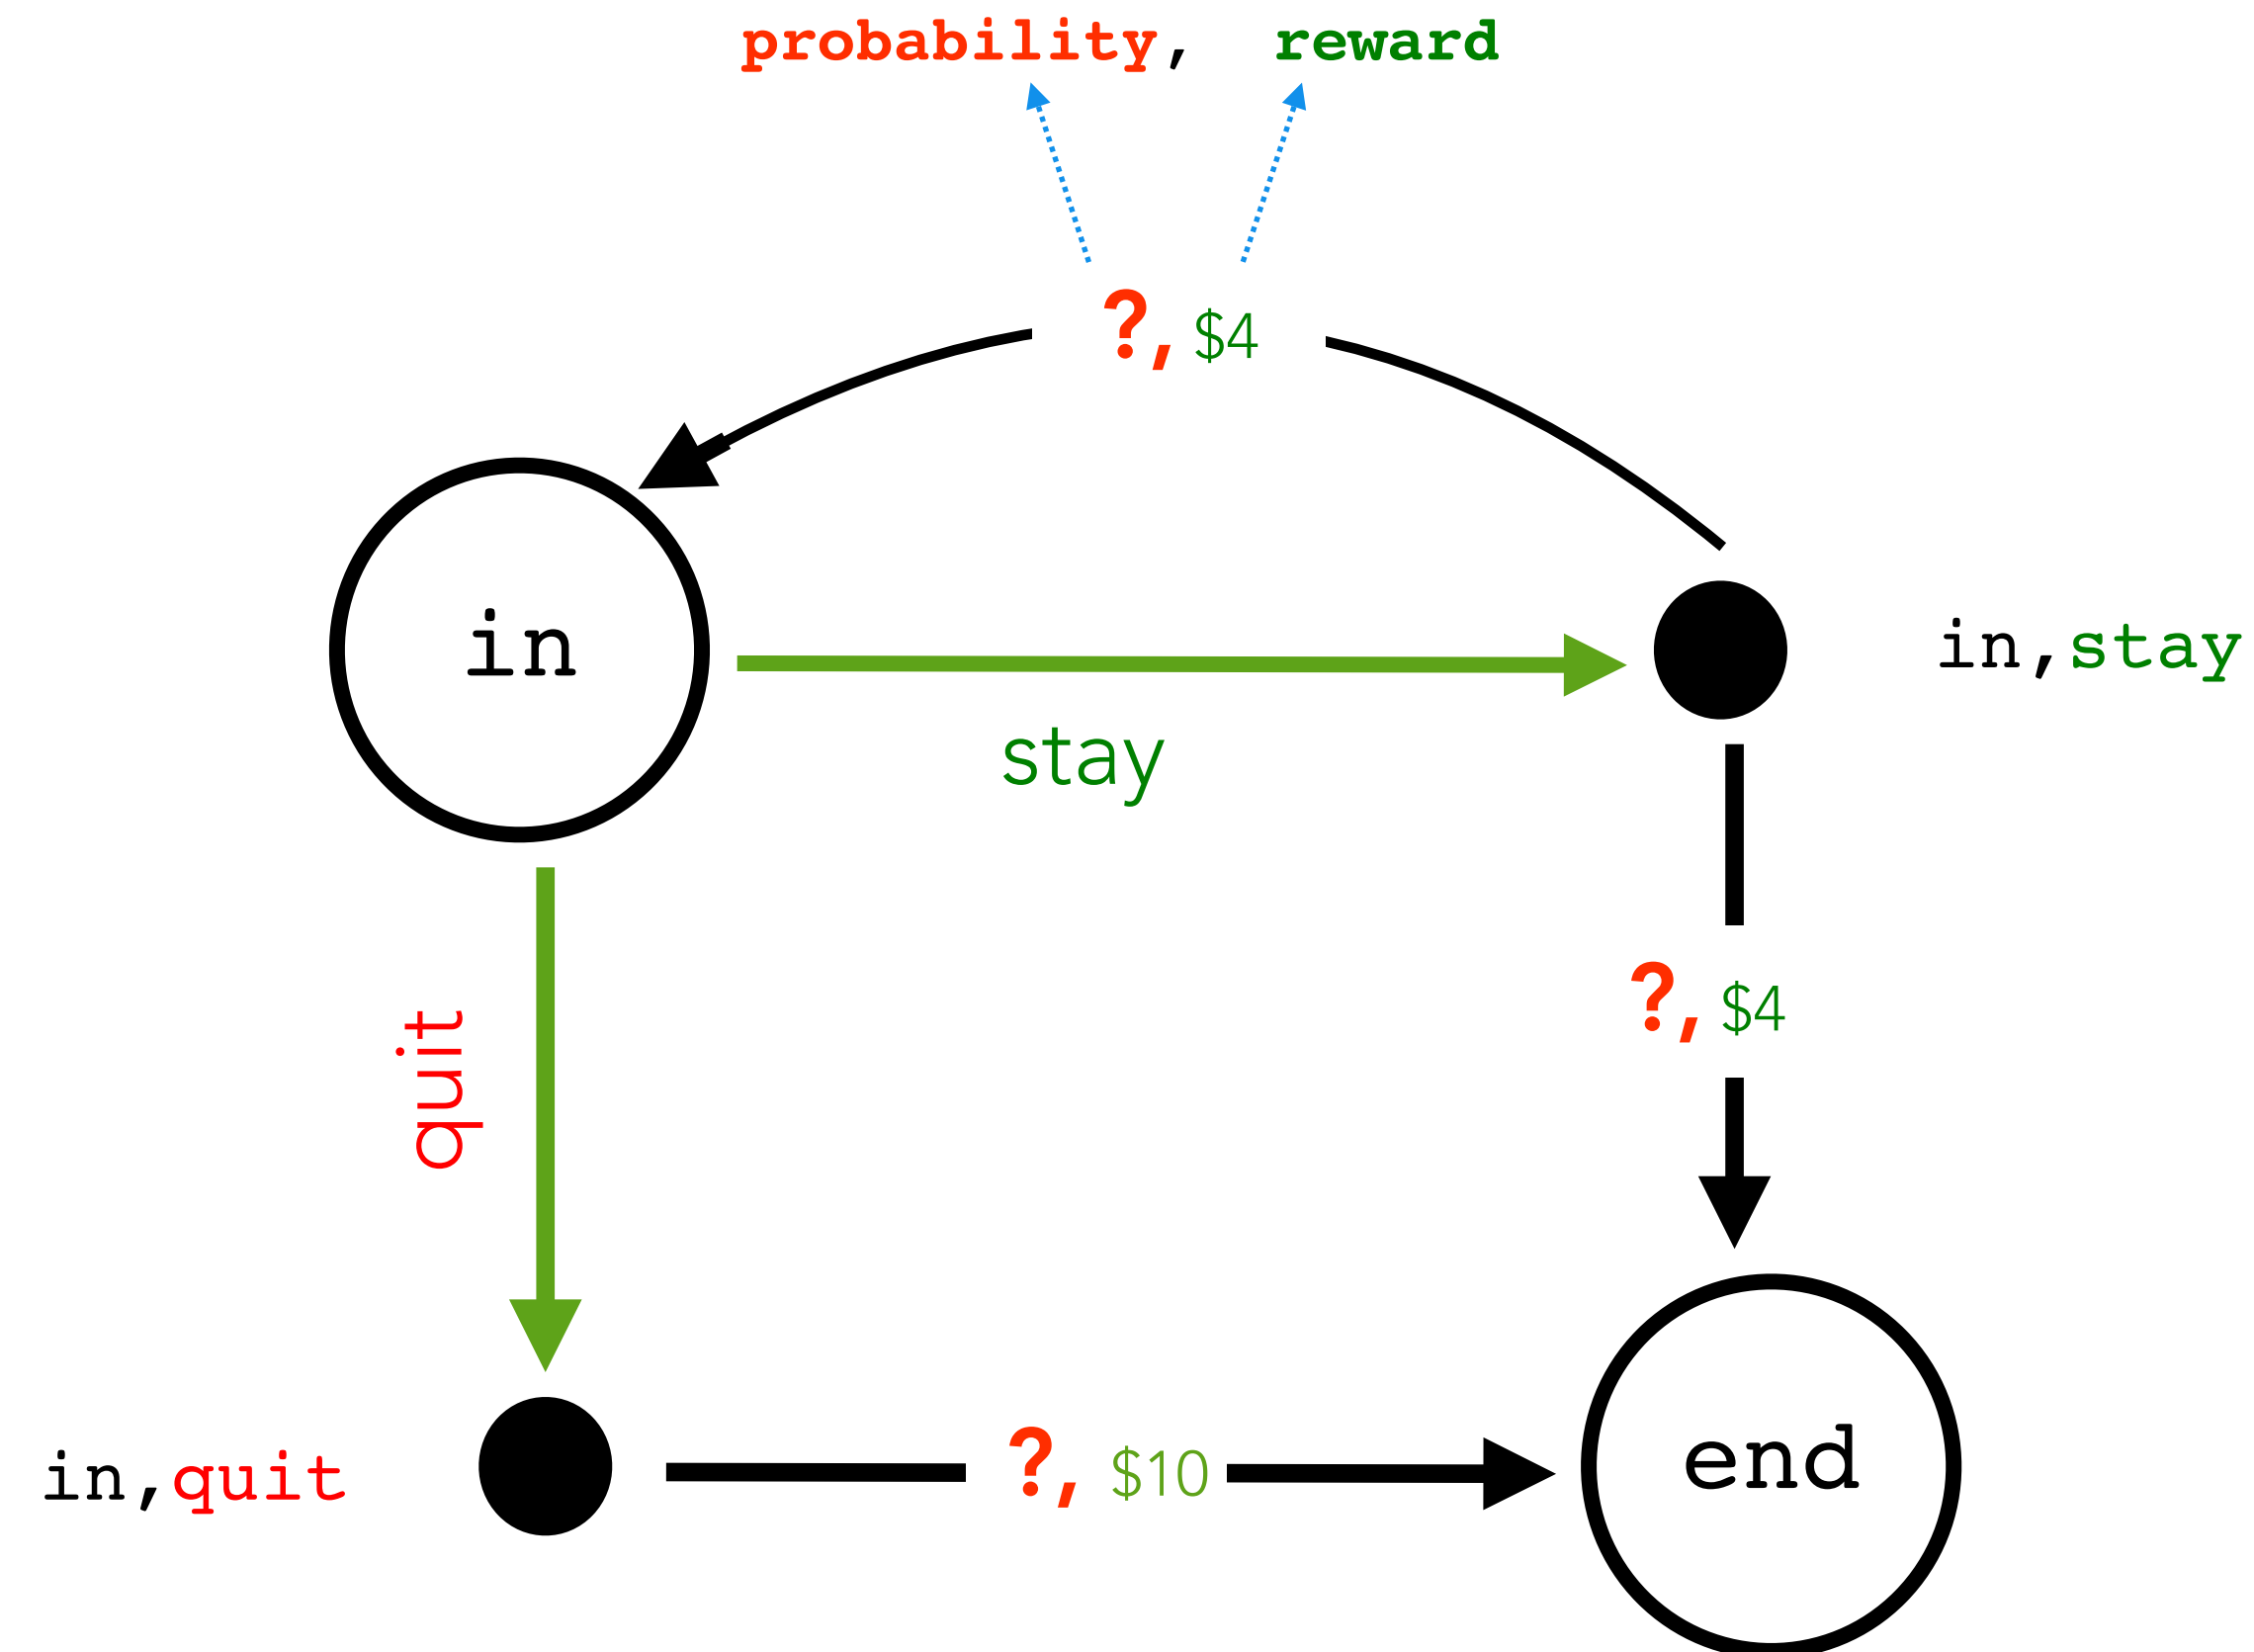 probability, reward
?, $4
in
in,stay
stay
?, $4
quit
?, $10
end
in,quit